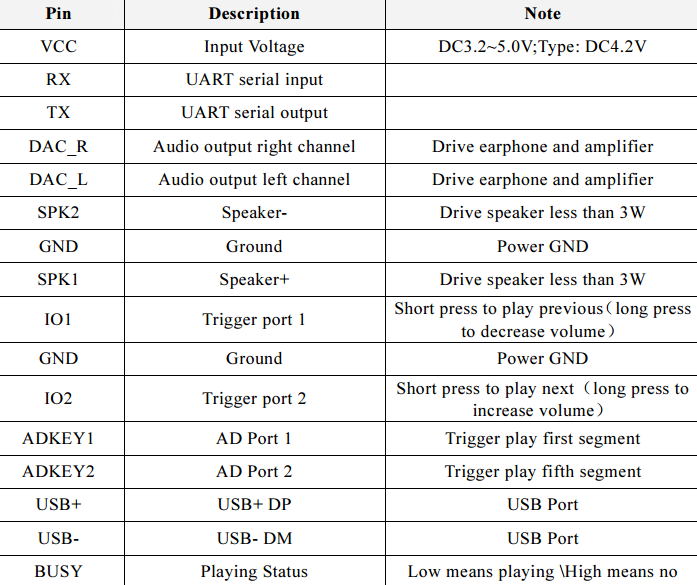 Pin Description Note
VCC Input Voltage DC3.2~5.0V;Type: DC4.2V
RX UART serial input
TX UART serial output
DAC_R Audio output right channel Drive earphone and amplifier
DAC_L Audio output left channel Drive earphone and amplifier
SPK2 Speaker- Drive speaker less than 3W
GND Ground Power GND
SPK1 Speaker+ Drive speaker less than 3W
IO1 Trigger port 1 Short press to play previous（long press
to decrease volume）
GND Ground Power GND
IO2 Trigger port 2 Short press to play next（long press to
increase volume）
ADKEY1 AD Port 1 Trigger play first segment
ADKEY2 AD Port 2 Trigger play fifth segment
USB+ USB+ DP USB Port
USB- USB- DM USB Port
BUSY Playing Status Low means playing \High means no